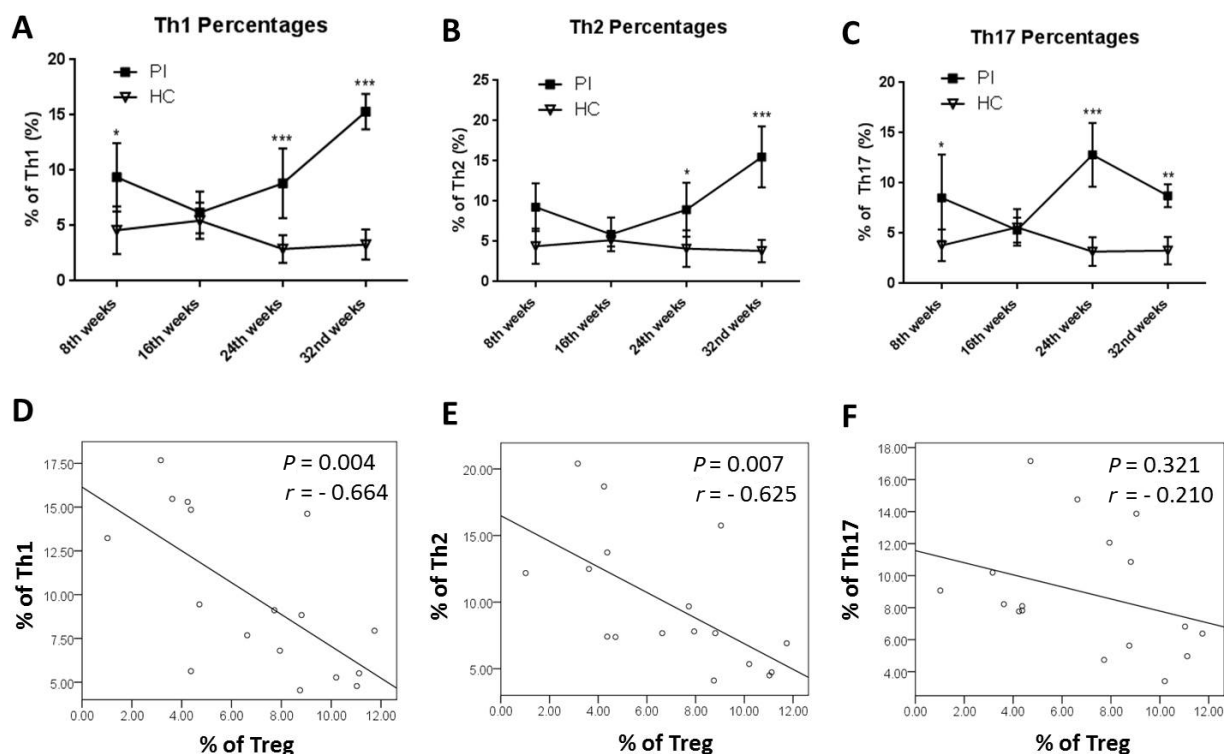 A
Th1 Percentages
PI
HC
% of Th1 (%)
20
15
10
5
0
*
***
***
8th weeks
16th weeks
24th weeks
32nd weeks
B
Th2 Percentages
PI
HC
% of Th2 (%)
25
20
15
10
5
0
*
***
8th weeks
16th weeks
24th weeks
32nd weeks
C
Th17 Percentages
PI
HC
% of Th17 (%)
20
15
10
5
0
*
***
**
8th weeks
16th weeks
24th weeks
32nd weeks
D
P = 0.004
r = - 0.664
% of Th1
17.50
15.00
12.50
10.00
7.50
5.00
0.00 2.00 4.00 6.00 8.00 10.00 12.00
% of Treg
E
P = 0.007
r = - 0.625
% of Th2
20.00
15.00
10.00
5.00
0.00 2.00 4.00 6.00 8.00 10.00 12.00
% of Treg
F
P = 0.321
r = - 0.210
% of Th17
18.00
16.00
14.00
12.00
10.00
8.00
6.00
4.00
0.00 2.00 4.00 6.00 8.00 10.00 12.00
% of Treg